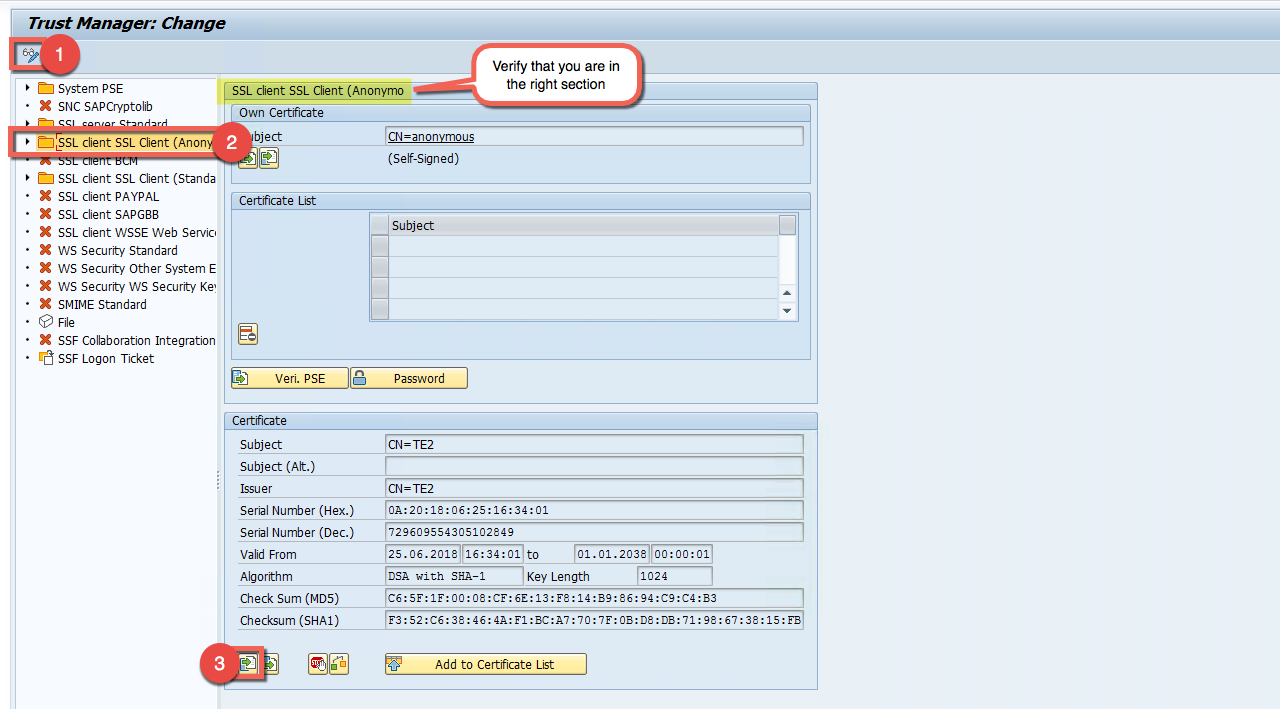 Trust Manager: Change
1
Verify that you are in
the right section
System PSE
SNC SAPCryptolib
SSL server Standard
SSL client SSL Client (Anony
2
SSL client BCM
SSL client SSL Client (Standa
SSL client PAYPAL
SSL client SAPGBB
SSL client WSSE Web Service
WS Security Standard
WS Security Other System E
WS Security WS Security Key
SMIME Standard
File
SSF Collaboration Integration
SSF Logon Ticket
SSL client SSL Client (Anonymo
Own Certificate
bject CN=anonymous
(Self-Signed)
Certificate List
Subject
Veri. PSE Password
Certificate
Subject CN=TE2
Subject (Alt.)
Issuer CN=TE2
Serial Number (Hex.) 0A:20:18:06:25:16:34:01
Serial Number (Dec.) 729609554305102849
Valid From 25.06.2018 16:34:01 to 01.01.2038 00:00:01
Algorithm DSA with SHA-1 Key Length 1024
Check Sum (MD5) C6:5F:1F:00:08:CF:6E:13:F8:14:B9:86:94:C9:C4:B3
Checksum (SHA1) F3:52:C6:38:46:4A:F1:BC:A7:70:7F:0B:D8:DB:71:98:67:38:15:FB
3
Add to Certificate List